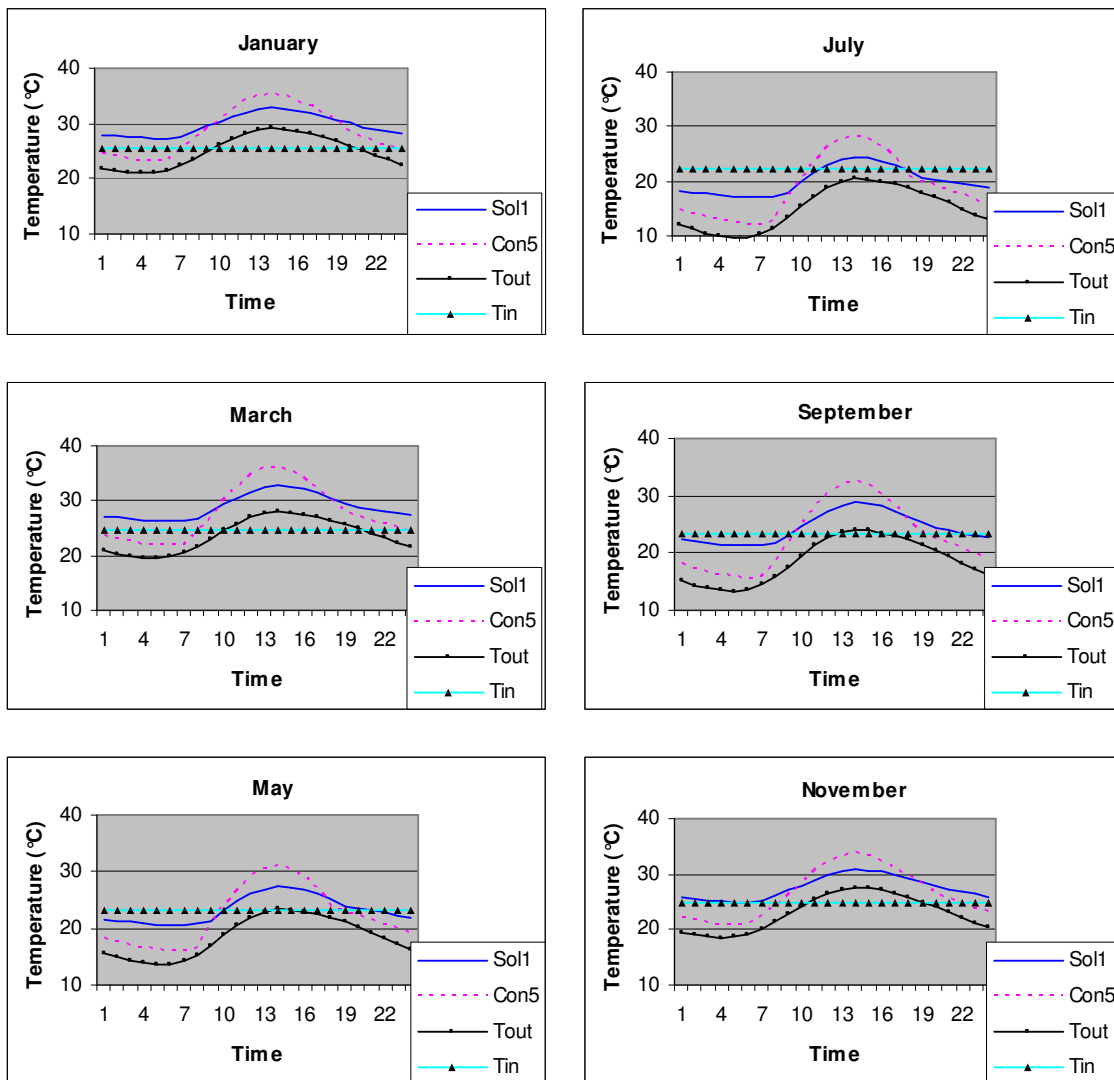 January
Temperature (°C)
40
30
20
10
1 4 7 10 13 16 19 22
Time
Sol1
Con5
Tout
Tin
July
Temperature (°C)
40
30
20
10
1 4 7 10 13 16 19 22
Time
Sol1
Con5
Tout
Tin
March
Temperature (°C)
40
30
20
10
1 4 7 10 13 16 19 22
Time
Sol1
Con5
Tout
Tin
September
Temperature (°C)
40
30
20
10
1 4 7 10 13 16 19 22
Time
Sol1
Con5
Tout
Tin
May
Temperature (°C)
40
30
20
10
1 4 7 10 13 16 19 22
Time
Sol1
Con5
Tout
Tin
November
Temperature (°C)
40
30
20
10
1 4 7 10 13 16 19 22
Time
Sol1
Con5
Tout
Tin